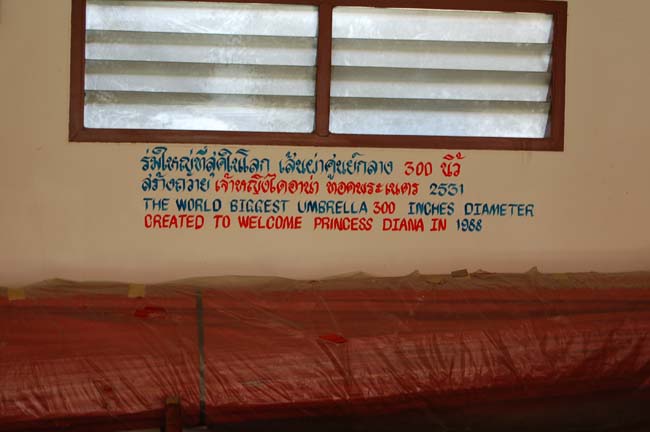 ร่มใหญ่ที่สุดในโลก เส้นผ่าศูนย์กลาง 300 นิ้ว
สร้างถวาย เจ้าหญิงไดอาน่า ทอดพระเนตร 2531
THE WORLD BIGGEST UMBRELLA 300 INCHES DIAMETER
CREATED TO WELCOME PRINCESS DIANA IN 1988